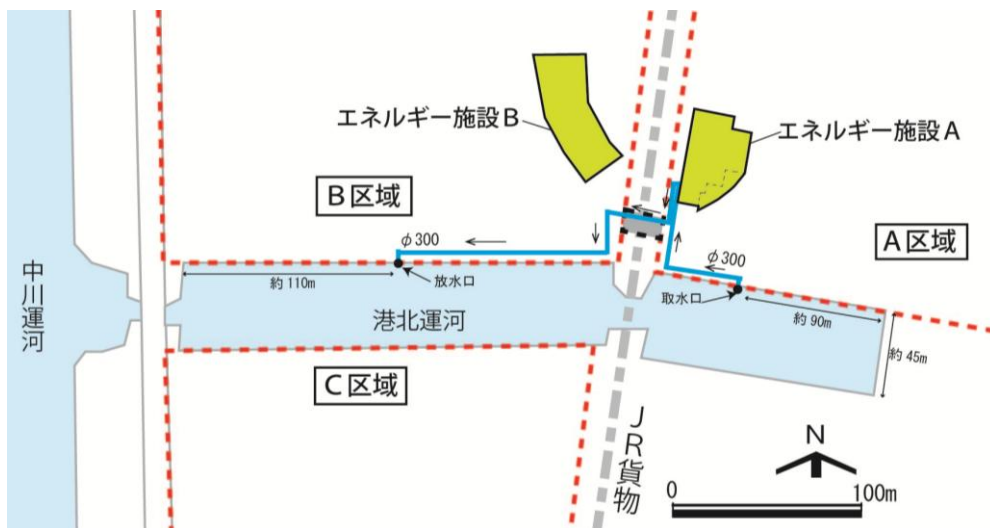 エネルギー施設B
エネルギー施設A
B区域
A区域
φ300
φ300
約110m
放水口
取水口
約90m
港北運河
中川運河
約45m
C区域
JR貨物
N
0
100m